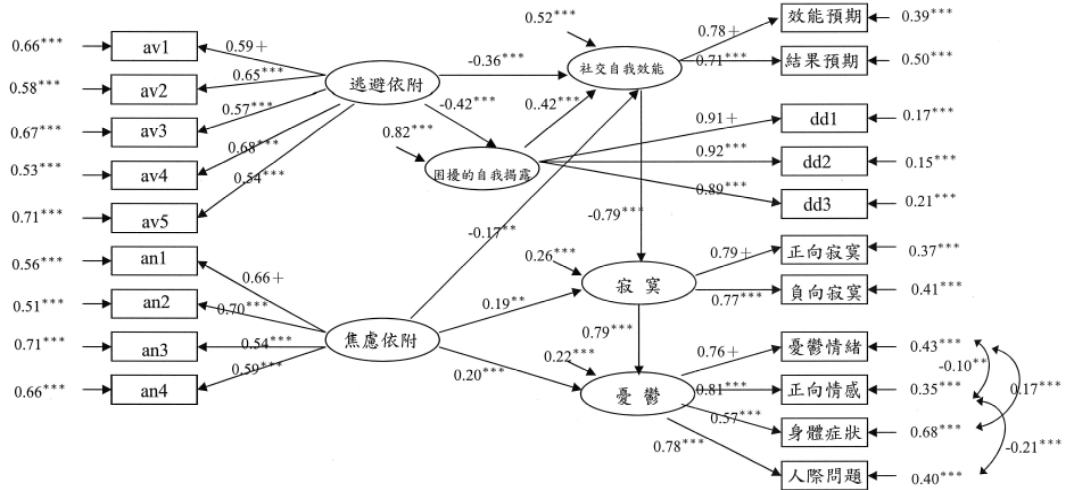 0.66*** av1 0.59+
0.58*** av2 0.65***
0.67*** av3 0.57***
0.53*** av4 0.68***
0.71*** av5 0.54***
逃避依附
-0.36***
-0.42***
0.52***
社交自我效能
0.82***
困擾的自我揭露
0..42***
0.78+ 效能預期 0.39***
0.71*** 結果預期 0.50***
0.91+ dd1 0.17***
0.92*** dd2 0.15***
0.89*** dd3 0.21***
0.56*** an1 0.66+
0.51*** an2 0.70***
0.71*** an3 0.54***
0.66*** an4 0.59***
焦慮依附
-0.17**
0.19**
0.20***
-0.79***
0.26***
寂寞
0.79+ 正向寂寞 0.37***
0.77*** 負向寂寞 0.41***
0.79***
0.22***
憂鬱
0.76+ 憂鬱情緒 0.43***
0.81*** 正向情感 0.35***
0.57*** 身體症狀 0.68***
0.78*** 人際問題 0.40***
-0.10**
0.17***
-0.21***